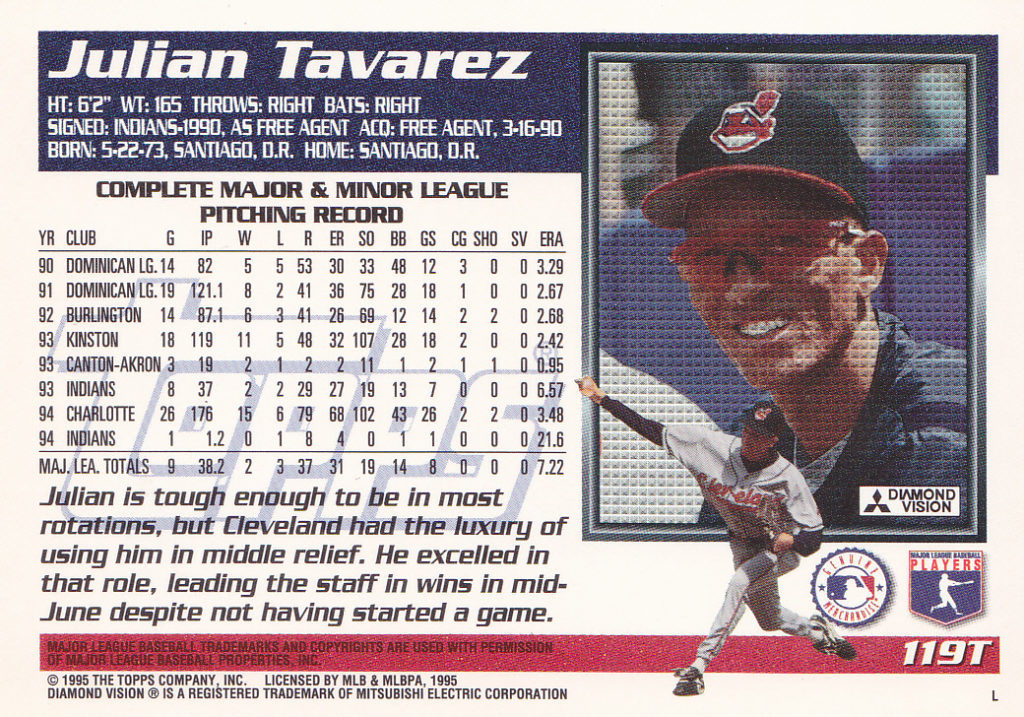 Julian Tavarez
HT: 6'2" WT: 165 THROWS: RIGHT BATS: RIGHT
SIGNED: INDIANS-1990, AS FREE AGENT ACQ: FREE AGENT, 3-16-90
BORN: 5-22-73, SANTIAGO, D.R. HOME: SANTIAGO, D.R.
COMPLETE MAJOR & MINOR LEAGUE
PITCHING RECORD
YR CLUB G IP W L R ER SO BB GS CG SHO SV ERA
90 DOMINICAN LG. 14 82 5 5 53 30 33 48 12 3 0 0 3.29
91 DOMINICAN LG. 19 121.1 8 2 41 36 75 28 18 1 0 0 2.67
92 BURLINGTON 14 87.1 6 3 41 26 69 12 14 2 2 0 2.68
93 KINSTON 18 119 11 5 48 32 107 28 18 2 0 0 2.42
93 CANTON-AKRON 3 19 2 1 2 2 11 1 2 1 1 0 0.95
93 INDIANS 8 37 2 2 29 27 19 13 7 0 0 0 6.57
94 CHARLOTTE 26 176 15 6 79 68 102 43 26 2 2 0 3.48
94 INDIANS 1 1.2 0 1 8 4 0 1 1 0 0 0 21.6
MAJ. LEA. TOTALS 9 38.2 2 3 37 31 19 14 8 0 0 0 7.22
Topps ®
Julian is tough enough to be in most
rotations, but Cleveland had the luxury of
using him in middle relief. He excelled in
that role, leading the staff in wins in mid-
June despite not having started a game.
Cleveland
DIAMOND
VISION
GENUINE
MERCHANDISE
MAJOR LEAGUE BASEBALL
PLAYERS
119T
MAJOR LEAGUE BASEBALL TRADEMARKS AND COPYRIGHTS ARE USED WITH PERMISSION
OF MAJOR LEAGUE BASEBALL PROPERTIES, INC.
© 1995 THE TOPPS COMPANY, INC. LICENSED BY MLB & MLBPA, 1995
DIAMOND VISION ® IS A REGISTERED TRADEMARK OF MITSUBISHI ELECTRIC CORPORATION
L